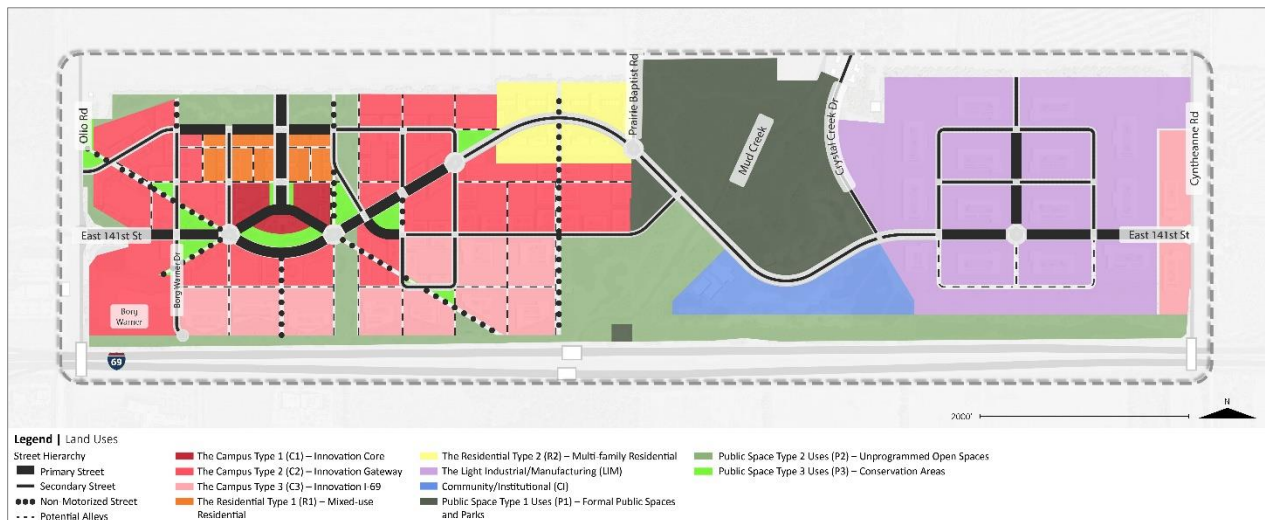 Olio Rd
Prairie Baptist Rd
Mud Creek
Crystal Creek Dr
Cyntheanne Rd
East 141st St
East 141st St
Borg Warner Dr
Borg
Warner
69
N
2000'
Legend | Land Uses
Street Hierarchy
Primary Street
Secondary Street
Non-Motorized Street
Potential Alleys
The Campus Type 1 (C1) – Innovation Core
The Campus Type 2 (C2) – Innovation Gateway
The Campus Type 3 (C3) – Innovation I-69
The Residential Type 1 (R1) – Mixed-use
Residential
The Residential Type 2 (R2) – Multi-family Residential
The Light Industrial/Manufacturing (LIM)
Community/Institutional (CI)
Public Space Type 1 Uses (P1) – Formal Public Spaces
and Parks
Public Space Type 2 Uses (P2) – Unprogrammed Open Spaces
Public Space Type 3 Uses (P3) – Conservation Areas